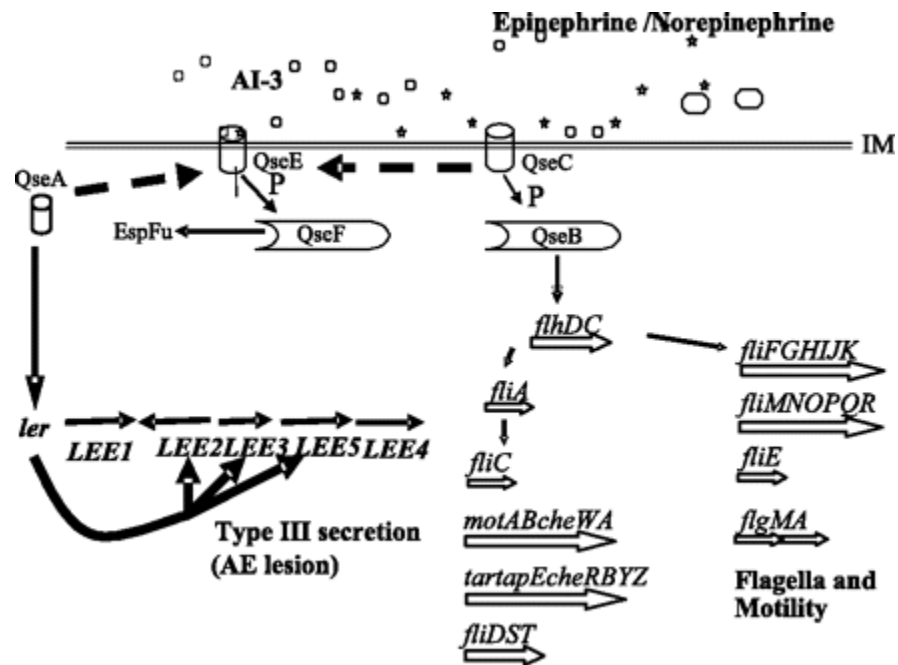 Epinephrine /Norepinephrine
AI-3
IM
QseA
QseE
QseC
P
P
EspFu
QseF
QseB
flhDC
fliFGHIJK
fliA
fliMNOPQR
ler
LEE1
LEE2
LEE3
LEE5
LEE4
fliC
fliE
Type III secretion
(AE lesion)
motABcheWA
flgMA
tartapEcheRBYZ
Flagella and
Motility
fliDST